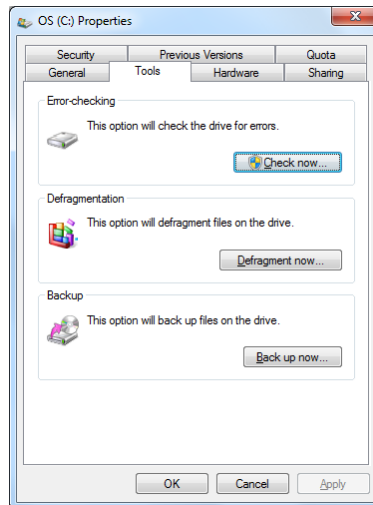 OS (C:) Properties
Security Previous Versions Quota
General Tools Hardware Sharing
Error-checking
This option will check the drive for errors.
Check now...
Defragmentation
This option will defragment files on the drive.
Defragment now...
Backup
This option will back up files on the drive.
Back up now...
OK Cancel Apply